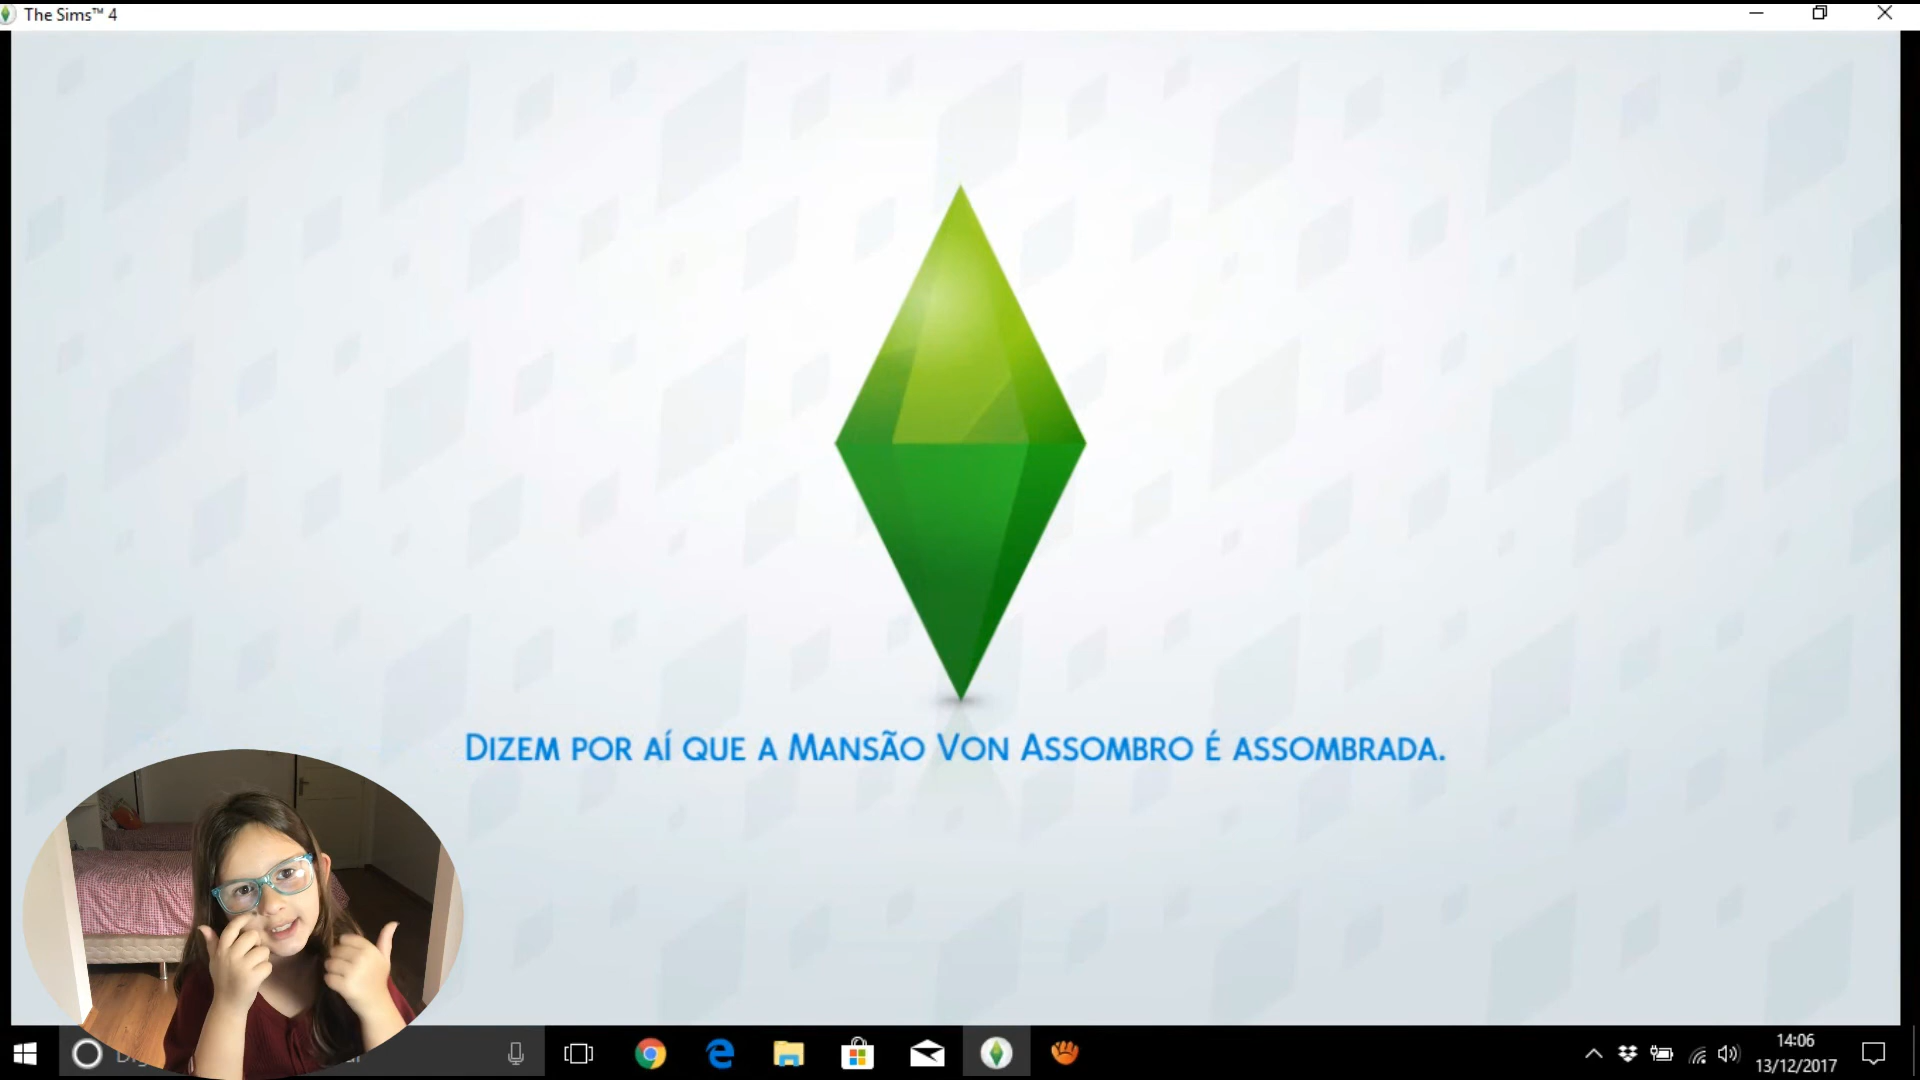 The Sims™ 4
Dizem por aí que a Mansão Von Assombro é assombrada.
14:06
13/12/2017